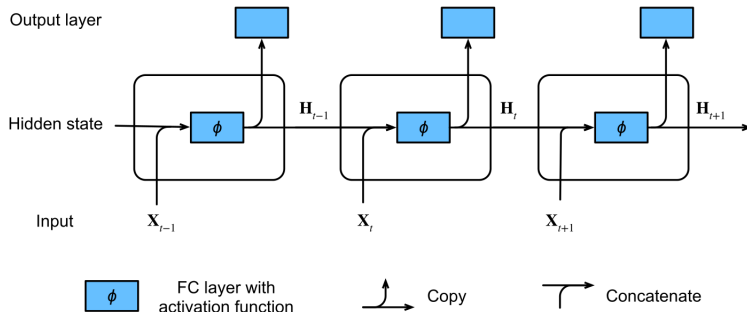 Output layer
H_{t-1} H_t H_{t+1}
Hidden state ϕ ϕ ϕ
Input X_{t-1} X_t X_{t+1}
ϕ FC layer with
activation function
Copy
Concatenate